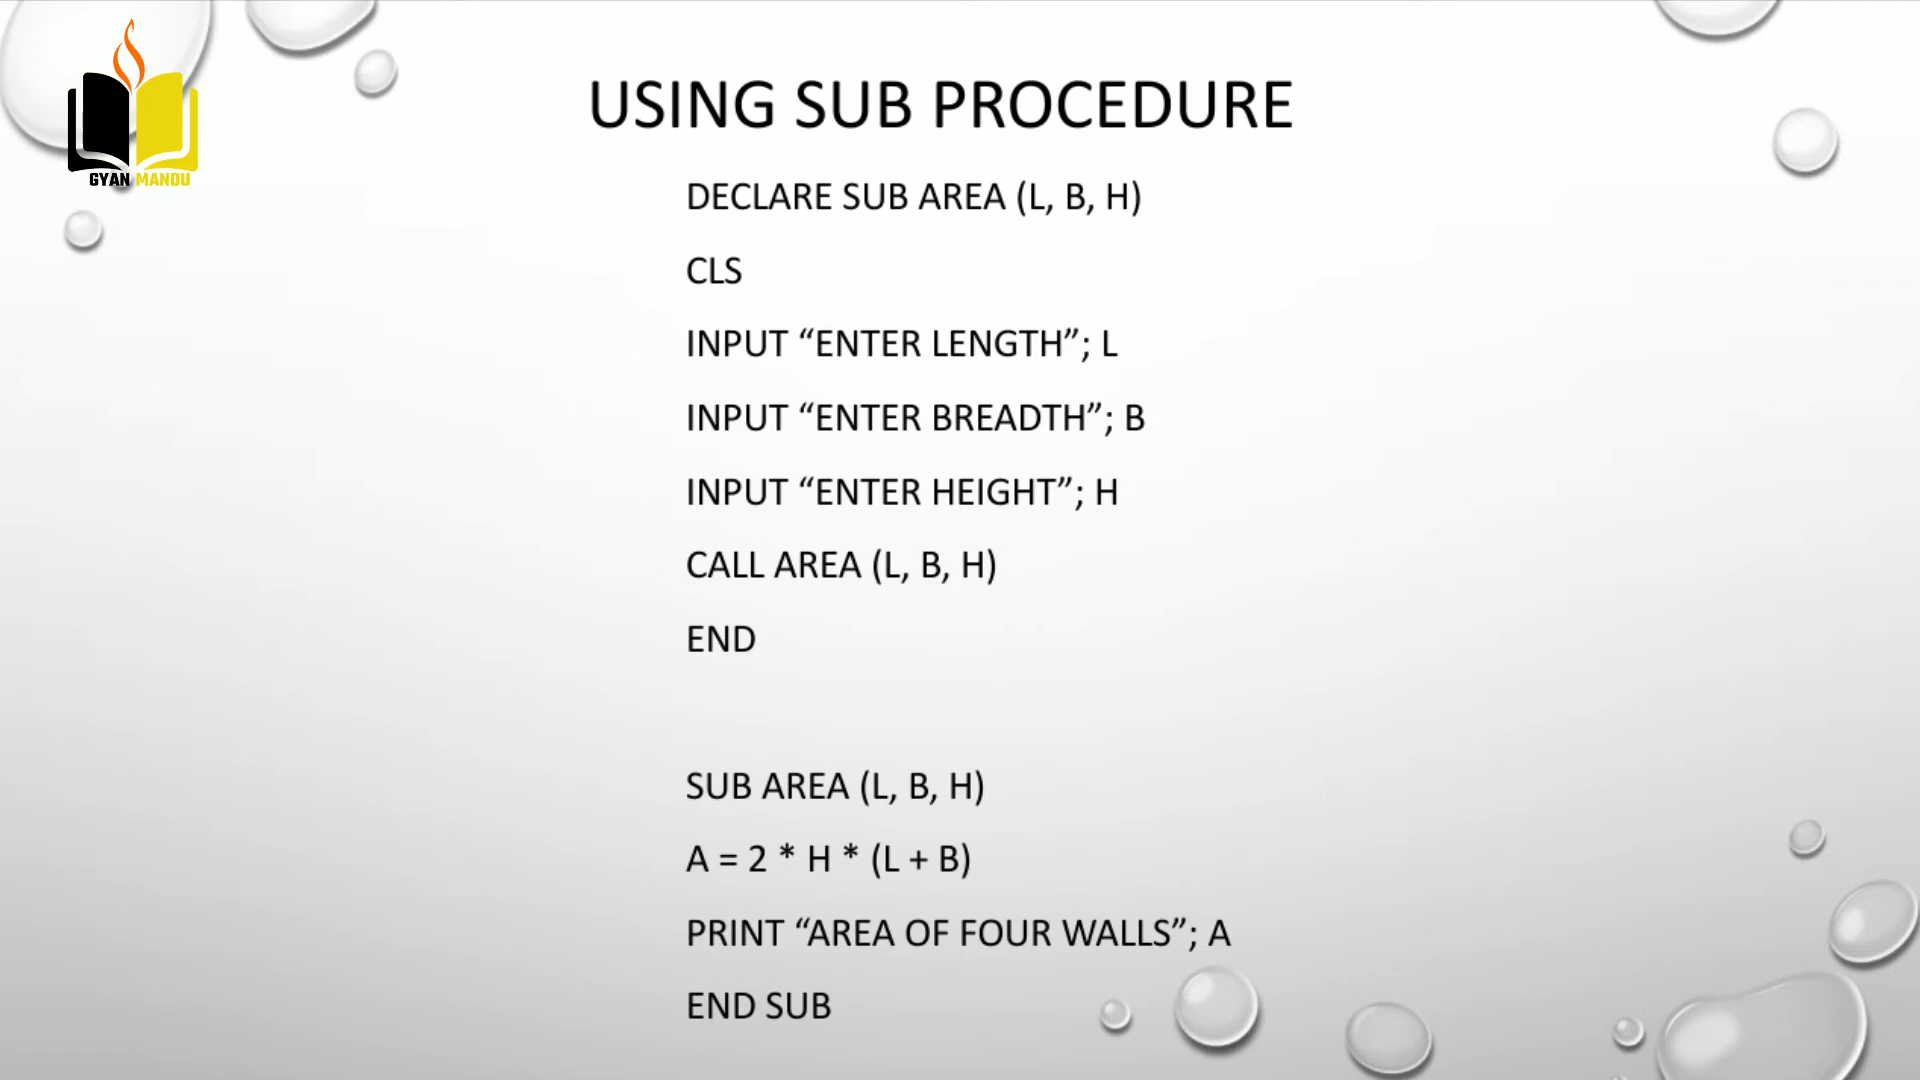 GYAN MANDU
USING SUB PROCEDURE
DECLARE SUB AREA (L, B, H)
CLS
INPUT “ENTER LENGTH”; L
INPUT “ENTER BREADTH”; B
INPUT “ENTER HEIGHT”; H
CALL AREA (L, B, H)
END
SUB AREA (L, B, H)
A = 2 * H * (L + B)
PRINT “AREA OF FOUR WALLS”; A
END SUB